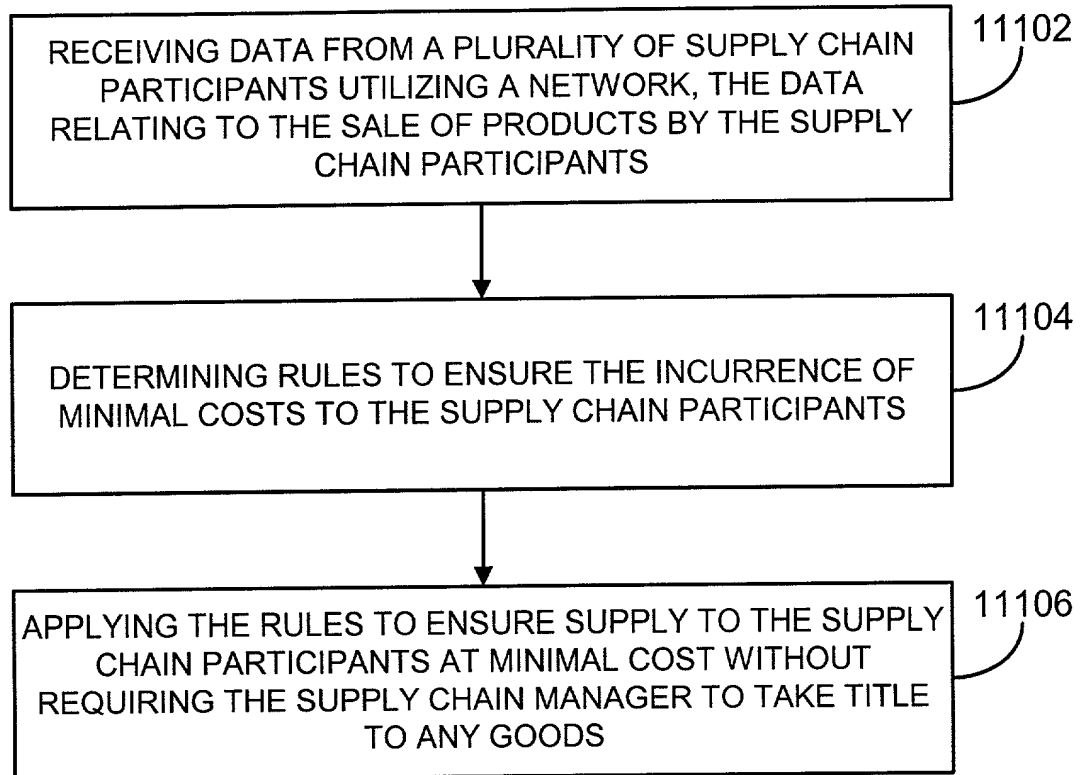 RECEIVING DATA FROM A PLURALITY OF SUPPLY CHAIN
PARTICIPANTS UTILIZING A NETWORK, THE DATA
RELATING TO THE SALE OF PRODUCTS BY THE SUPPLY
CHAIN PARTICIPANTS
11102
DETERMINING RULES TO ENSURE THE INCURRENCE OF
MINIMAL COSTS TO THE SUPPLY CHAIN PARTICIPANTS
11104
APPLYING THE RULES TO ENSURE SUPPLY TO THE SUPPLY
CHAIN PARTICIPANTS AT MINIMAL COST WITHOUT
REQUIRING THE SUPPLY CHAIN MANAGER TO TAKE TITLE
TO ANY GOODS
11106